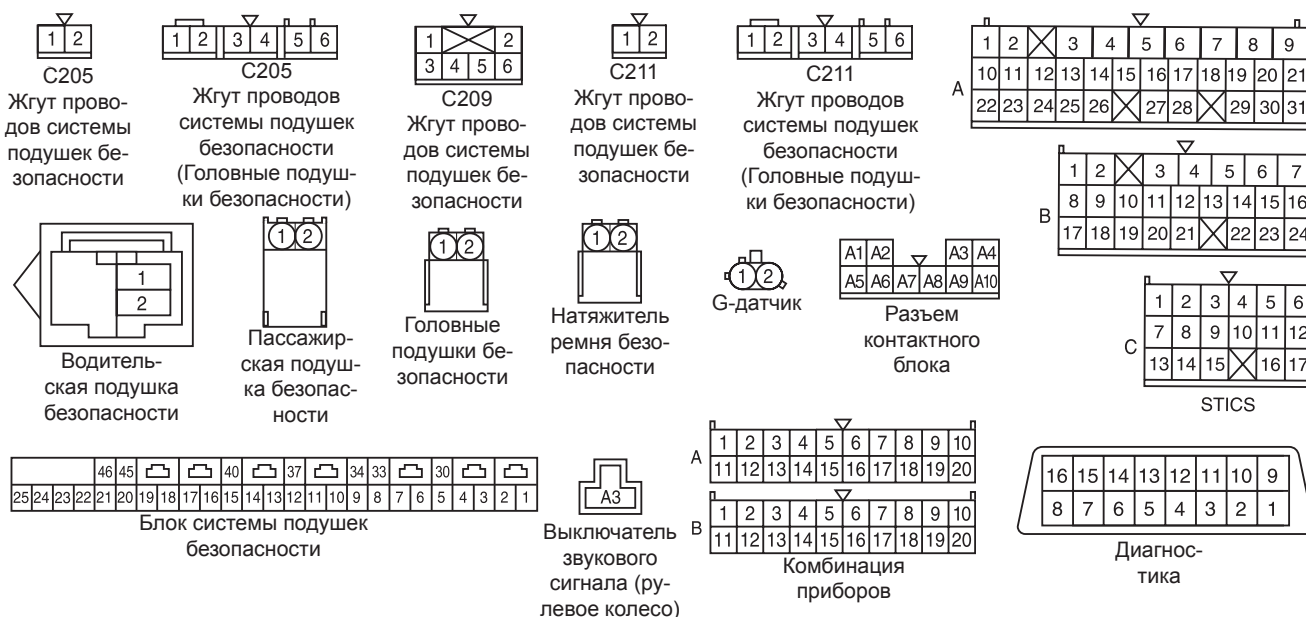 1 2
C205
Жгут прово-
дов системы
подушек бе-
зопасности
1 2 3 4 5 6
C205
Жгут проводов
системы подушек
безопасности
(Головные подуш-
ки безопасности)
1 2
3 4 5 6
C209
Жгут прово-
дов системы
подушек бе-
зопасности
1 2
C211
Жгут прово-
дов системы
подушек бе-
зопасности
1 2 3 4 5 6
C211
Жгут проводов
системы подушек
безопасности
(Головные подуш-
ки безопасности)
A
1 2 3 4 5 6 7 8 9
10 11 12 13 14 15 16 17 18 19 20 21
22 23 24 25 26 27 28 29 30 31
B
1 2 3 4 5 6 7
8 9 10 11 12 13 14 15 16
17 18 19 20 21 22 23 24
C
1 2 3 4 5 6
7 8 9 10 11 12
13 14 15 16 17
STICS
1
2
Водитель-
ская подушка
безопасности
1 2
Пассажир-
ская подуш-
ка безопас-
ности
1 2
Головные
подушки бе-
зопасности
1 2
Натяжитель
ремня безо-
пасности
1 2
G-датчик
A1 A2 A3 A4
A5 A6 A7 A8 A9 A10
Разъем
контактного
блока
46 45 40 37 34 33 30
25 24 23 22 21 20 19 18 17 16 15 14 13 12 11 10 9 8 7 6 5 4 3 2 1
Блок системы подушек
безопасности
A3
Выключатель
звукового
сигнала (ру-
левое колесо)
A
1 2 3 4 5 6 7 8 9 10
11 12 13 14 15 16 17 18 19 20
B
1 2 3 4 5 6 7 8 9 10
11 12 13 14 15 16 17 18 19 20
Комбинация
приборов
16 15 14 13 12 11 10 9
8 7 6 5 4 3 2 1
Диагнос-
тика